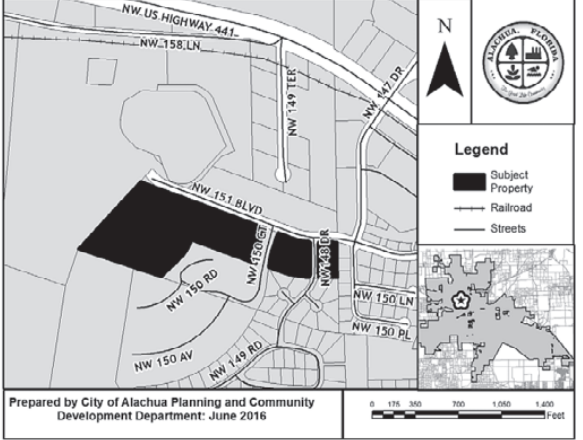 NW US HIGHWAY 441
NW 158 LN
NW 149 TER
NW 147 DR
NW 151 BLVD
NW 150 CT
NW 148 DR
NW 150 RD
NW 150 LN
NW 150 PL
NW 149 RD
NW 150 AV
N
ALACHUA, FLORIDA
Legend
Subject
Property
Railroad
Streets
Prepared by City of Alachua Planning and Community
Development Department: June 2016
0 175 350 700 1,050 1,400
Feet